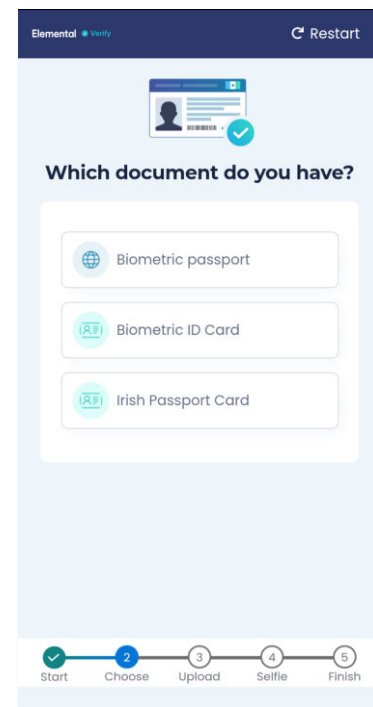 Elemental Verify
Restart
Which document do you have?
Biometric passport
Biometric ID Card
Irish Passport Card
2 3 4 5
Start Choose Upload Selfie Finish